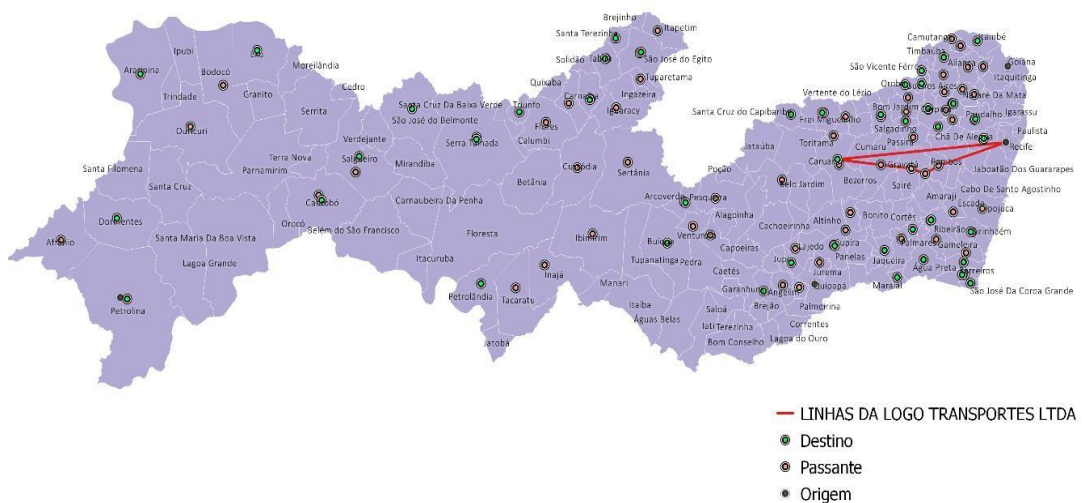 Brejinho
Santa Terezinha
Itapetim
Solidão
São José do Egito
Tuparetama
Quixaba
Ingazeira
Carnaíba
Iguaracy
Ipubi
Exu
Moreilândia
Araripina
Bodocó
Trindade
Granito
Cedro
Serrita
Santa Cruz Da Baixa Verpe
Triunfo
São José do Belmonte
Flores
Calumbi
Ouricuri
Verdejante
Serra Talhada
Salgueiro
Mirandiba
Custódia
Sertânia
Santa Filomena
Terra Nova
Parnamirim
Betânia
Santa Cruz
Carnaubeira Da Penha
Cabrobó
Orocó
Belém do São Francisco
Dormentes
Santa Maria Da Boa Vista
Floresta
Ibimirim
Afrânio
Lagoa Grande
Itacuruba
Inajá
Manari
Petrolândia
Tacaratu
Petrolina
Jatobá
Camutanga
Itambé
Timbaúba
Aliança
Goiana
São Vicente Férrer
Itaquitinga
Vertente do Lério
Nazaré Da Mata
Santa Cruz do Capibaribe
Bom Jardim
Igarassu
Frei Miguelinho
Paudalho
Salgadinho
Paulista
Toritama
Passira
Chã De Alegria
Recife
Jataúba
Cumaru
Caruaru
Gravatá
Pombos
Jaboatão Dos Guararapes
Poção
Belo Jardim
Bezerros
Sairé
Cabo De Santo Agostinho
Arcoverde
Pesqueira
Amaraji
Escada
Ipojuca
Alagoinha
Altinho
Bonito
Cortês
Cachoeirinha
Ribeirão
Venturosa
Sirinhaém
Buíque
Lajedo
Cupira
Palmares
Gameleira
Capoeiras
Panelas
Tupanatinga
Pedra
Jaqueira
Água Preta
Caetés
Jurema
Barreiros
Garanhuns
Angelim
Quipapá
Maraial
São José Da Coroa Grande
Itaíba
Brejão
Palmeirina
Saloá
Águas Belas
Correntes
Iati
Terezinha
Bom Conselho
Lagoa do Ouro
LINHAS DA LOGO TRANSPORTES LTDA
Destino
Passante
Origem